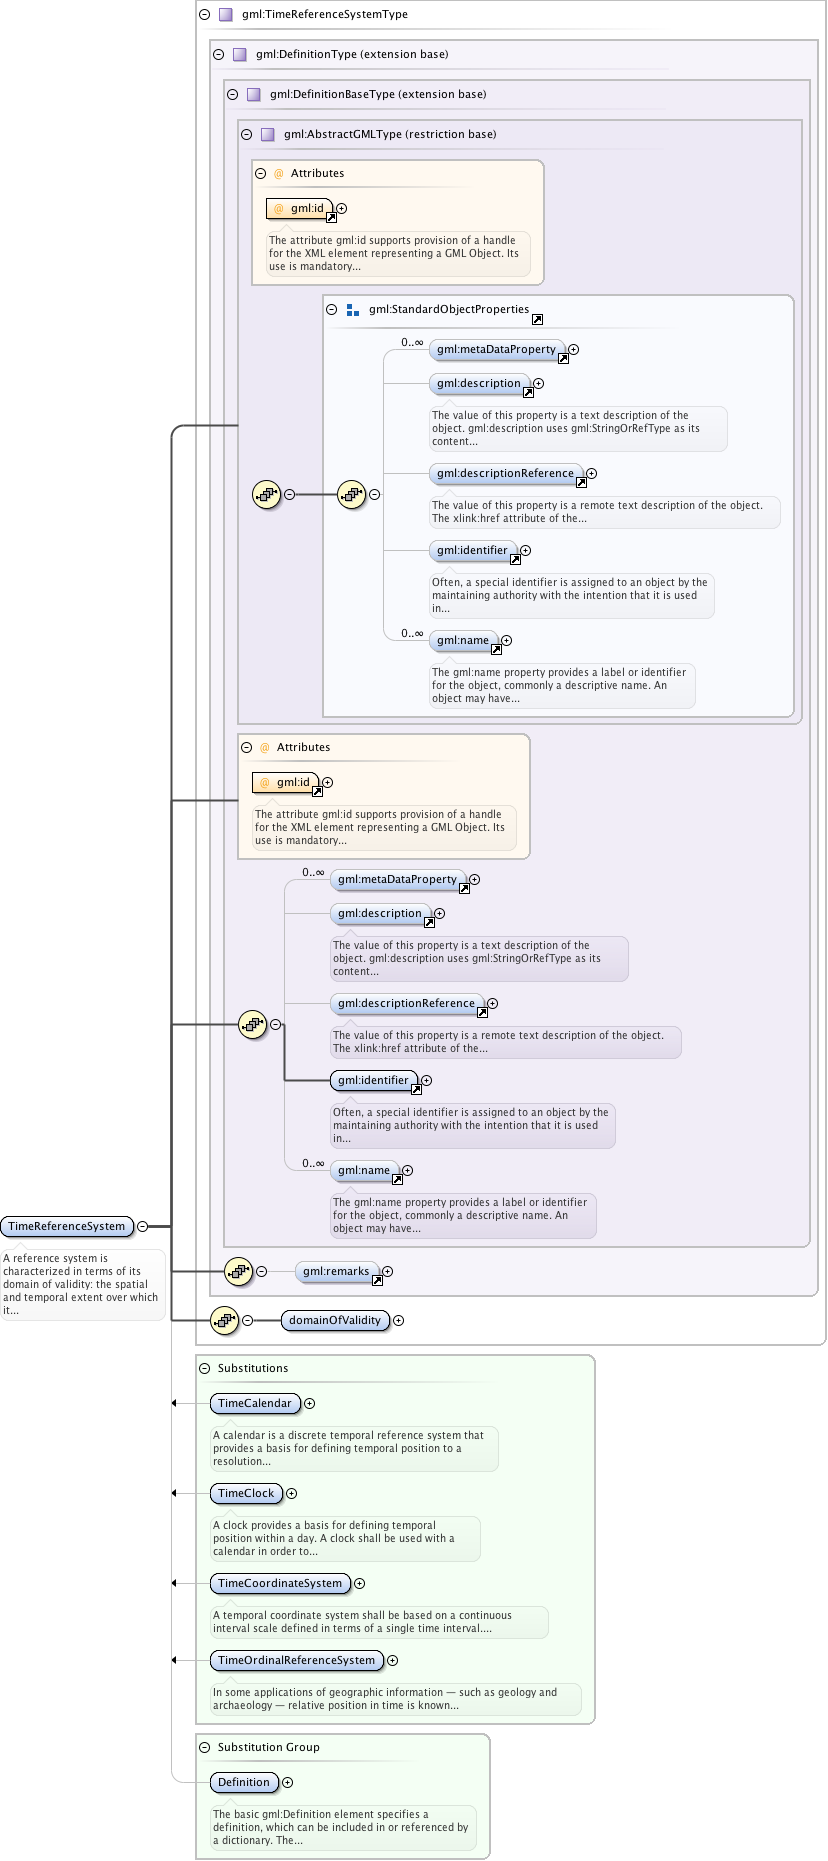 gml:TimeReferenceSystemType
gml:DefinitionType (extension base)
gml:DefinitionBaseType (extension base)
gml:AbstractGMLType (restriction base)
@ Attributes
@ gml:id
The attribute gml:id supports provision of a handle
for the XML element representing a GML Object. Its
use is mandatory...
gml:StandardObjectProperties
0..∞
gml:metaDataProperty
gml:description
The value of this property is a text description of the
object. gml:description uses gml:StringOrRefType as its
content...
gml:descriptionReference
The value of this property is a remote text description of the object.
The xlink:href attribute of the...
gml:identifier
Often, a special identifier is assigned to an object by the
maintaining authority with the intention that it is used
in...
0..∞
gml:name
The gml:name property provides a label or identifier
for the object, commonly a descriptive name. An
object may have...
@ Attributes
@ gml:id
The attribute gml:id supports provision of a handle
for the XML element representing a GML Object. Its
use is mandatory...
0..∞
gml:metaDataProperty
gml:description
The value of this property is a text description of the
object. gml:description uses gml:StringOrRefType as its
content...
gml:descriptionReference
The value of this property is a remote text description of the object.
The xlink:href attribute of the...
gml:identifier
Often, a special identifier is assigned to an object by the
maintaining authority with the intention that it is used
in...
0..∞
gml:name
The gml:name property provides a label or identifier
for the object, commonly a descriptive name. An
object may have...
TimeReferenceSystem
A reference system is
characterized in terms of its
domain of validity: the spatial
and temporal extent over which
it...
gml:remarks
domainOfValidity
Substitutions
TimeCalendar
A calendar is a discrete temporal reference system that
provides a basis for defining temporal position to a
resolution...
TimeClock
A clock provides a basis for defining temporal
position within a day. A clock shall be used with a
calendar in order to...
TimeCoordinateSystem
A temporal coordinate system shall be based on a continuous
interval scale defined in terms of a single time interval....
TimeOrdinalReferenceSystem
In some applications of geographic information — such as geology and
archaeology — relative position in time is known...
Substitution Group
Definition
The basic gml:Definition element specifies a
definition, which can be included in or referenced by
a dictionary. The...